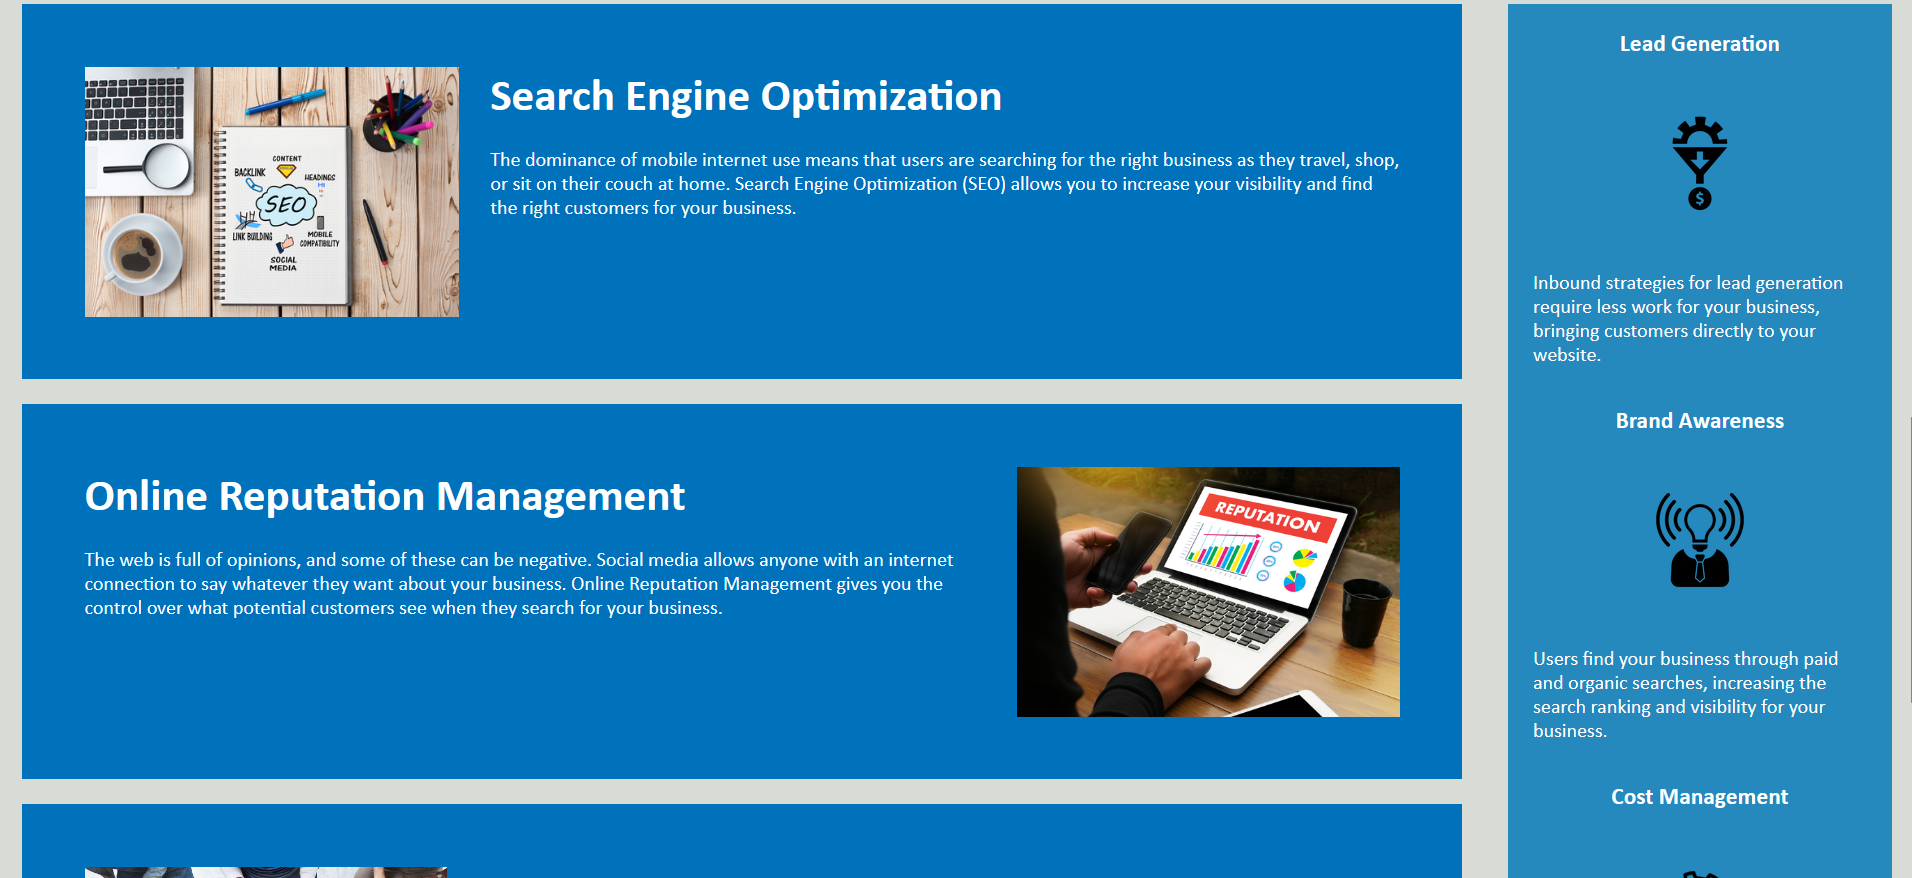 Search Engine Optimization
The dominance of mobile internet use means that users are searching for the right business as they travel, shop,
or sit on their couch at home. Search Engine Optimization (SEO) allows you to increase your visibility and find
the right customers for your business.
CONTENT
BACKLINK
HEADINGS
H1
SEO
LINK BUILDING
MOBILE
COMPATIBILITY
SOCIAL
MEDIA
Online Reputation Management
The web is full of opinions, and some of these can be negative. Social media allows anyone with an internet
connection to say whatever they want about your business. Online Reputation Management gives you the
control over what potential customers see when they search for your business.
REPUTATION
Lead Generation
$
Inbound strategies for lead generation
require less work for your business,
bringing customers directly to your
website.
Brand Awareness
Users find your business through paid
and organic searches, increasing the
search ranking and visibility for your
business.
Cost Management